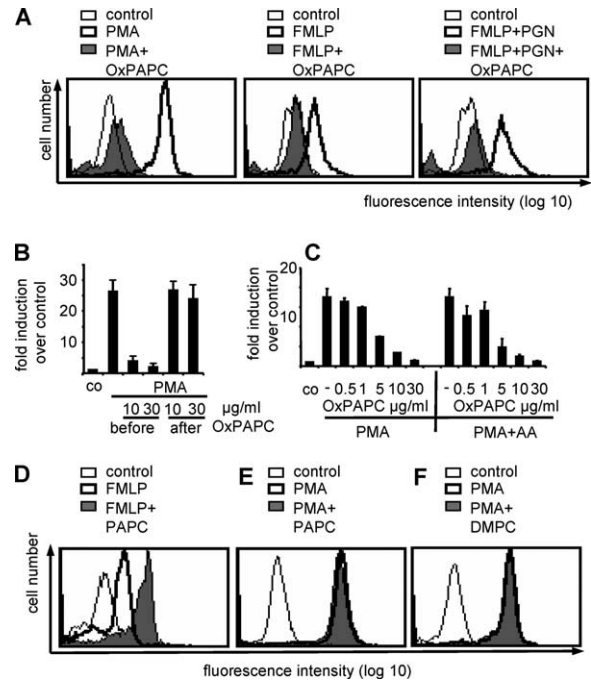 A
control control control
PMA FMLP FMLP+PGN
PMA+ FMLP+ FMLP+PGN+
OxPAPC OxPAPC OxPAPC
cell number
fluorescence intensity (log 10)
B
fold induction
over control
30
20
10
co PMA
10 30 10 30 µg/ml
before after OxPAPC
C
fold induction
over control
20
10
co - 0.5 1 5 10 30 - 0.5 1 5 10 30
OxPAPC µg/ml OxPAPC µg/ml
PMA PMA+AA
D E F
control control control
FMLP PMA PMA
FMLP+ PMA+ PMA+
PAPC PAPC DMPC
cell number
fluorescence intensity (log 10)